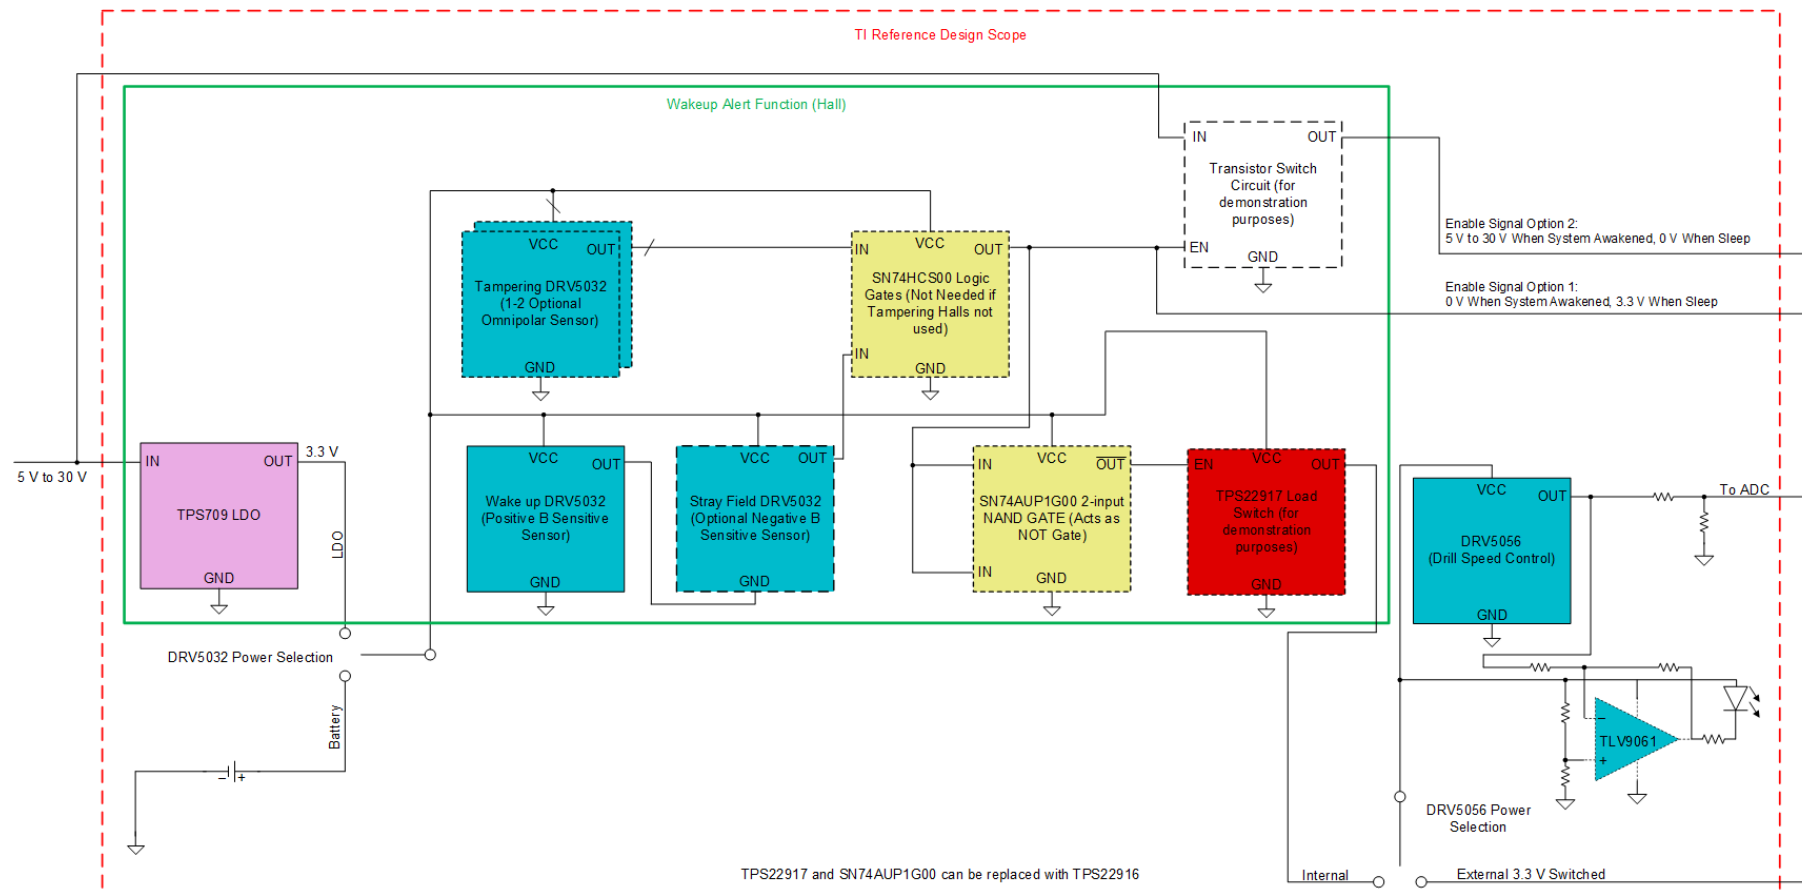 TI Reference Design Scope
Wakeup Alert Function (Hall)
IN
OUT
Transistor Switch
Circuit (for
demonstration
purposes)
EN
GND
Enable Signal Option 2:
5 V to 30 V When System Awakened, 0 V When Sleep
Enable Signal Option 1:
0 V When System Awakened, 3.3 V When Sleep
VCC
OUT
Tampering DRV5032
(1-2 Optional
Omnipolar Sensor)
GND
VCC
IN
OUT
SN74HCS00 Logic
Gates (Not Needed if
Tampering Halls not
used)
IN
GND
5 V to 30 V
IN
OUT
3.3 V
TPS709 LDO
GND
LDO
VCC
OUT
Wake up DRV5032
(Positive B Sensitive
Sensor)
GND
VCC
OUT
Stray Field DRV5032
(Optional Negative B
Sensitive Sensor)
GND
VCC
IN
OUT
SN74AUP1G00 2-input
NAND GATE (Acts as
NOT Gate)
IN
GND
VCC
EN
OUT
TPS22917 Load
Switch (for
demonstration
purposes)
GND
VCC
OUT
To ADC
DRV5056
(Drill Speed Control)
GND
DRV5032 Power Selection
Battery
− +
−
TLV9061
+
DRV5056 Power
Selection
TPS22917 and SN74AUP1G00 can be replaced with TPS22916
Internal
External 3.3 V Switched